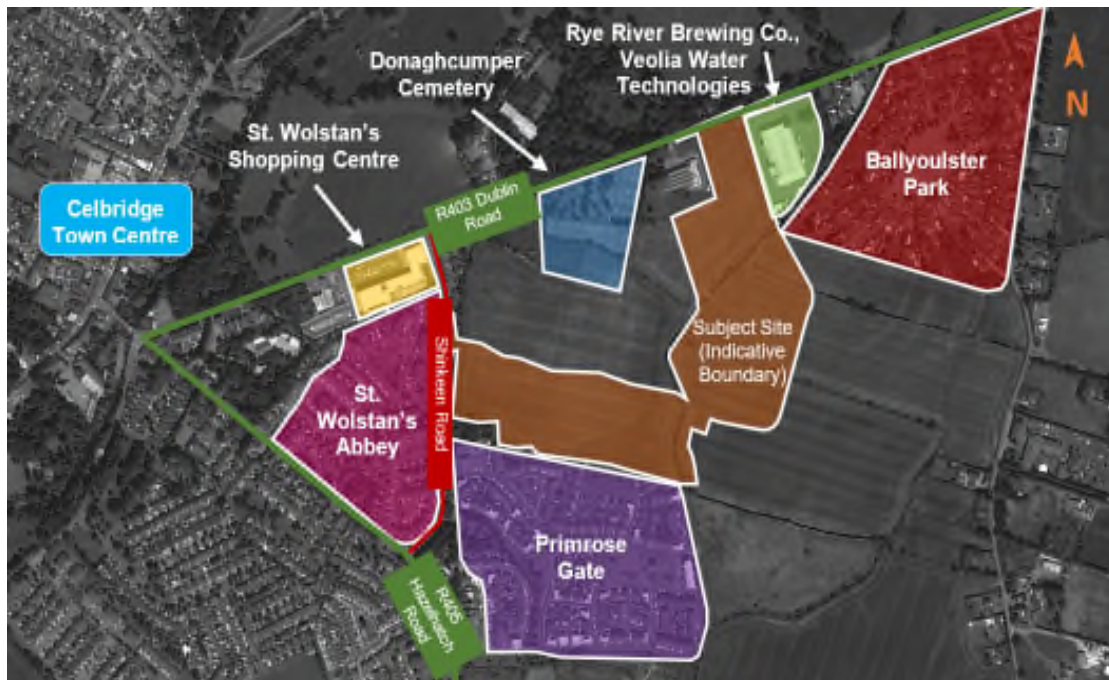 Rye River Brewing Co.,
Veolia Water
Technologies
Donaghcumper
Cemetery
St. Wolstan's
Shopping Centre
N
Ballyoulster
Park
Celbridge
Town Centre
R403 Dublin
Road
Subject Site
(Indicative
Boundary)
Shinkeen Road
St.
Wolstan's
Abbey
Primrose
Gate
R405
Hazelhatch
Road